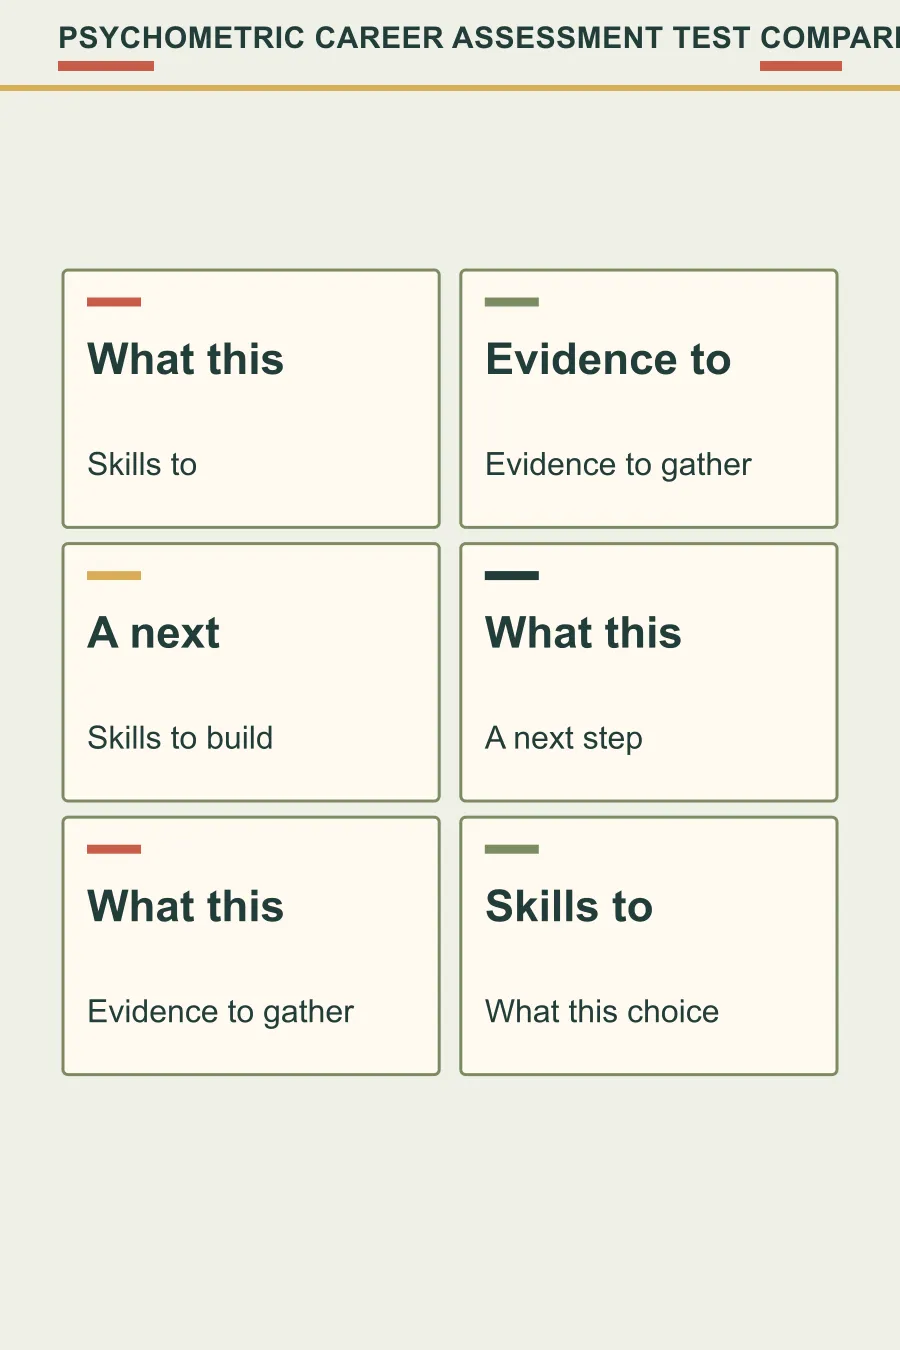 PSYCHOMETRIC CAREER ASSESSMENT TEST COMPARI
What this
Skills to
Evidence to
Evidence to gather
A next
Skills to build
What this
A next step
What this
Evidence to gather
Skills to
What this choice